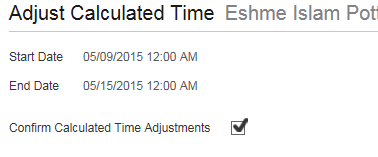 Adjust Calculated Time Eshme Islam
Start Date 05/09/2015 12:00 AM
End Date 05/15/2015 12:00 AM
Confirm Calculated Time Adjustments